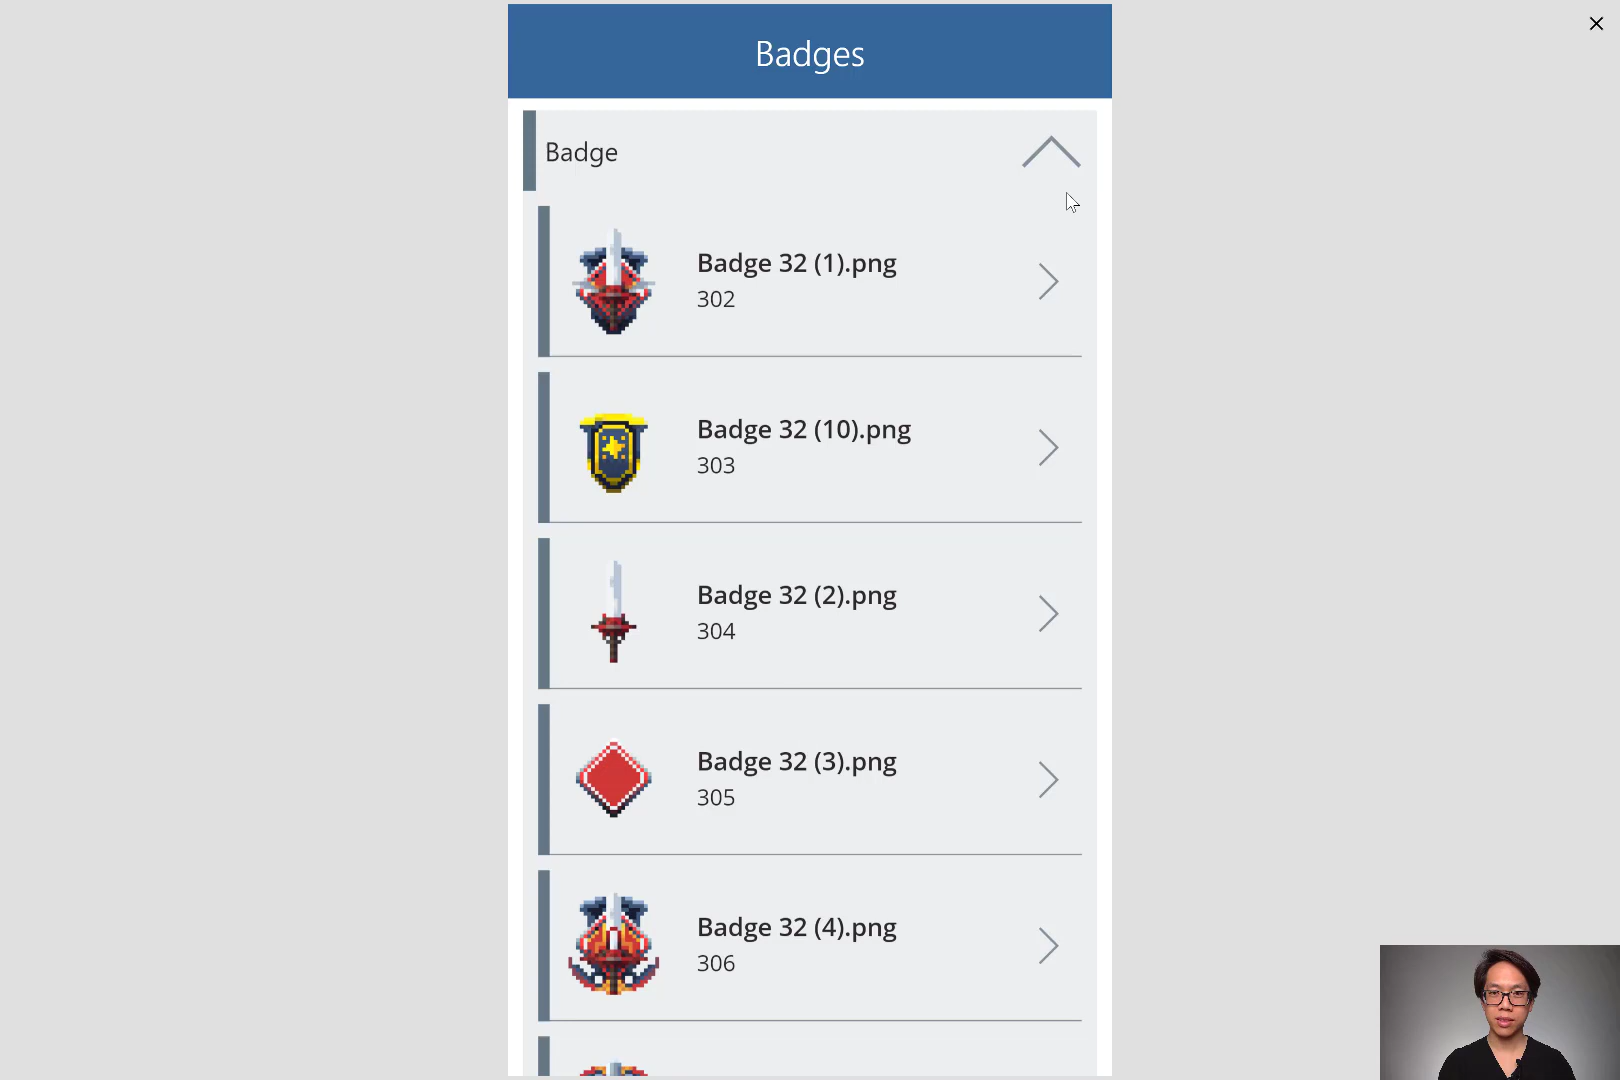 Badges
Badge
Badge 32 (1).png
302
Badge 32 (10).png
303
Badge 32 (2).png
304
Badge 32 (3).png
305
Badge 32 (4).png
306